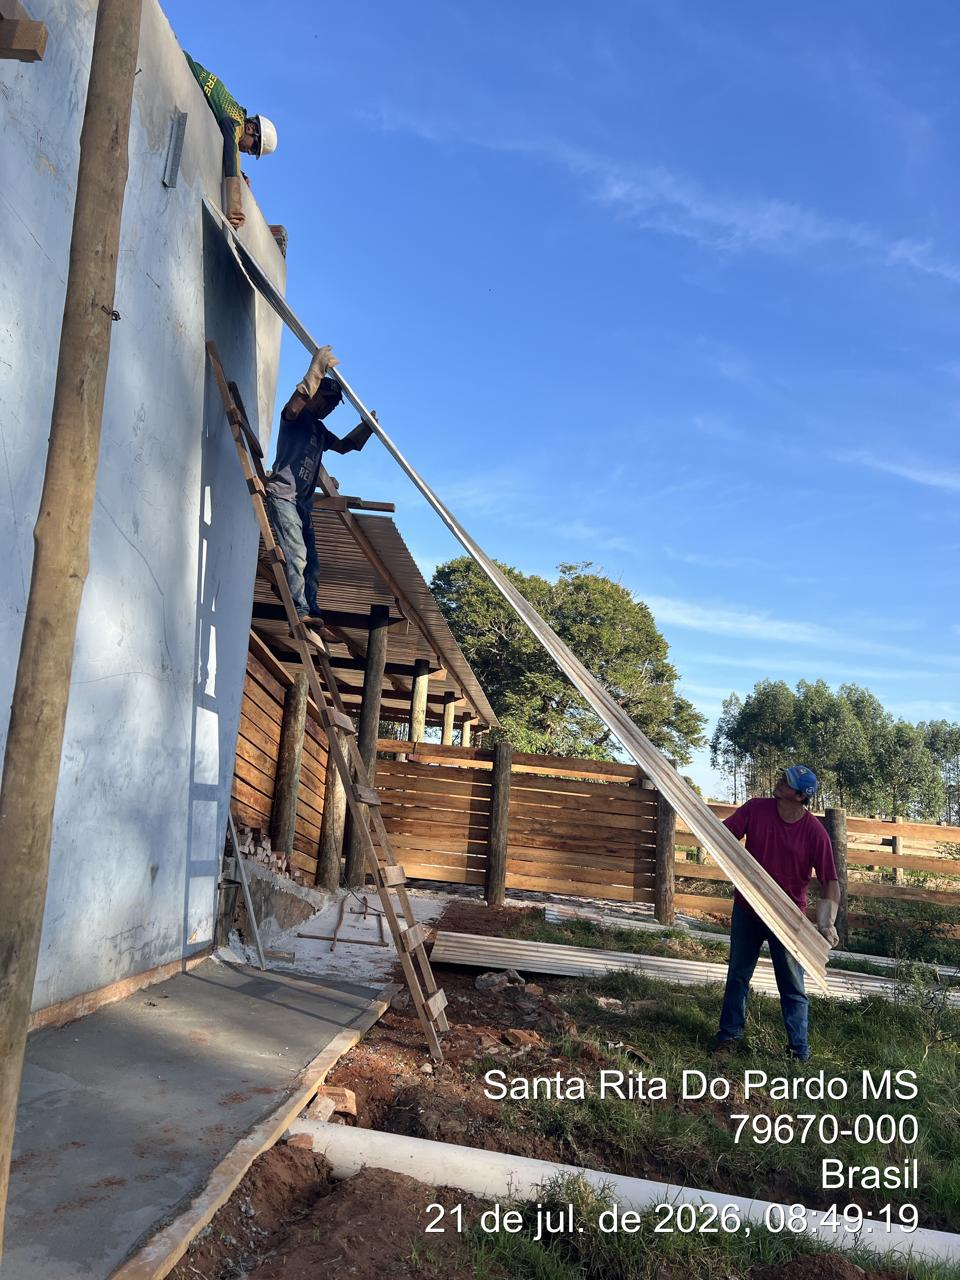 Santa Rita Do Pardo MS
79670-000
Brasil
21 de jul. de 2026, 08:49:19